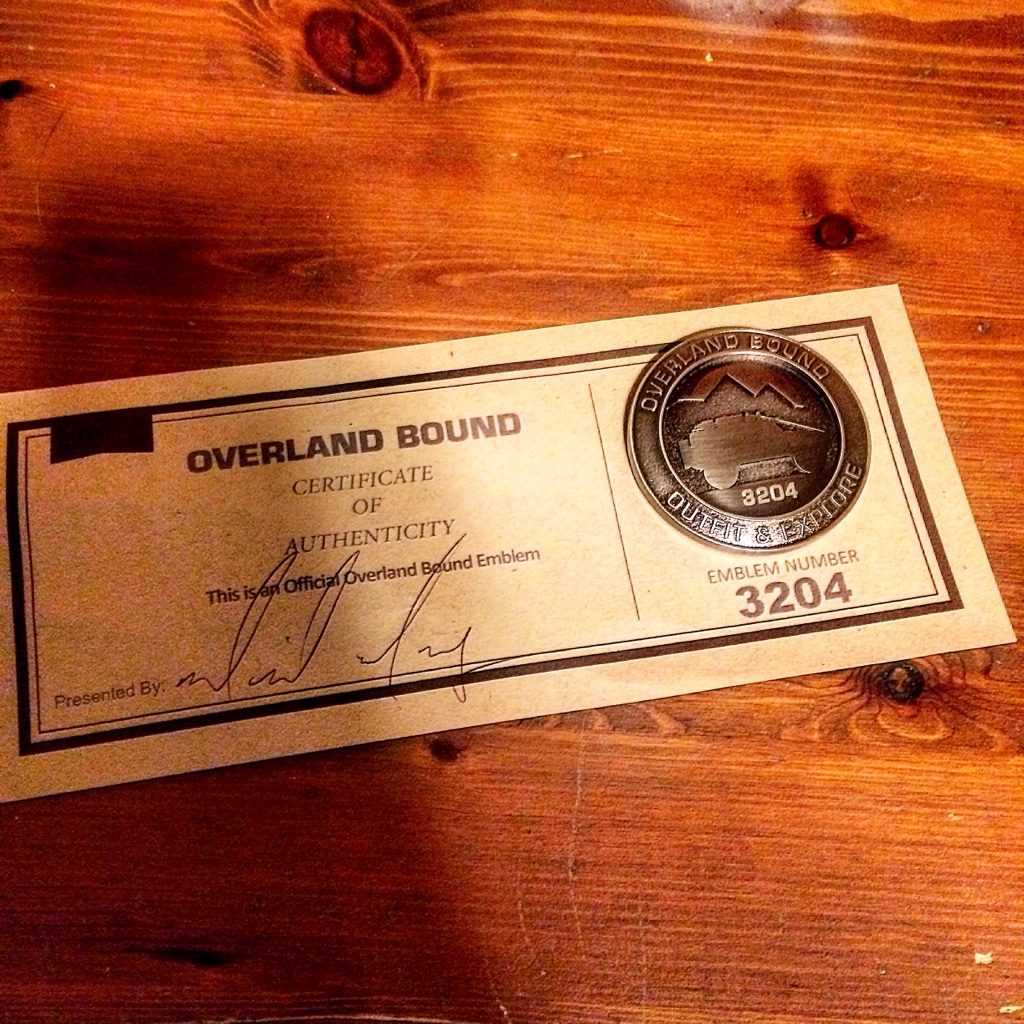 OVERLAND BOUND
CERTIFICATE
OF
AUTHENTICITY
This is an Official Overland Bound Emblem
Presented By:
OVERLAND BOUND
3204
OUTFIT & EXPLORE
EMBLEM NUMBER
3204